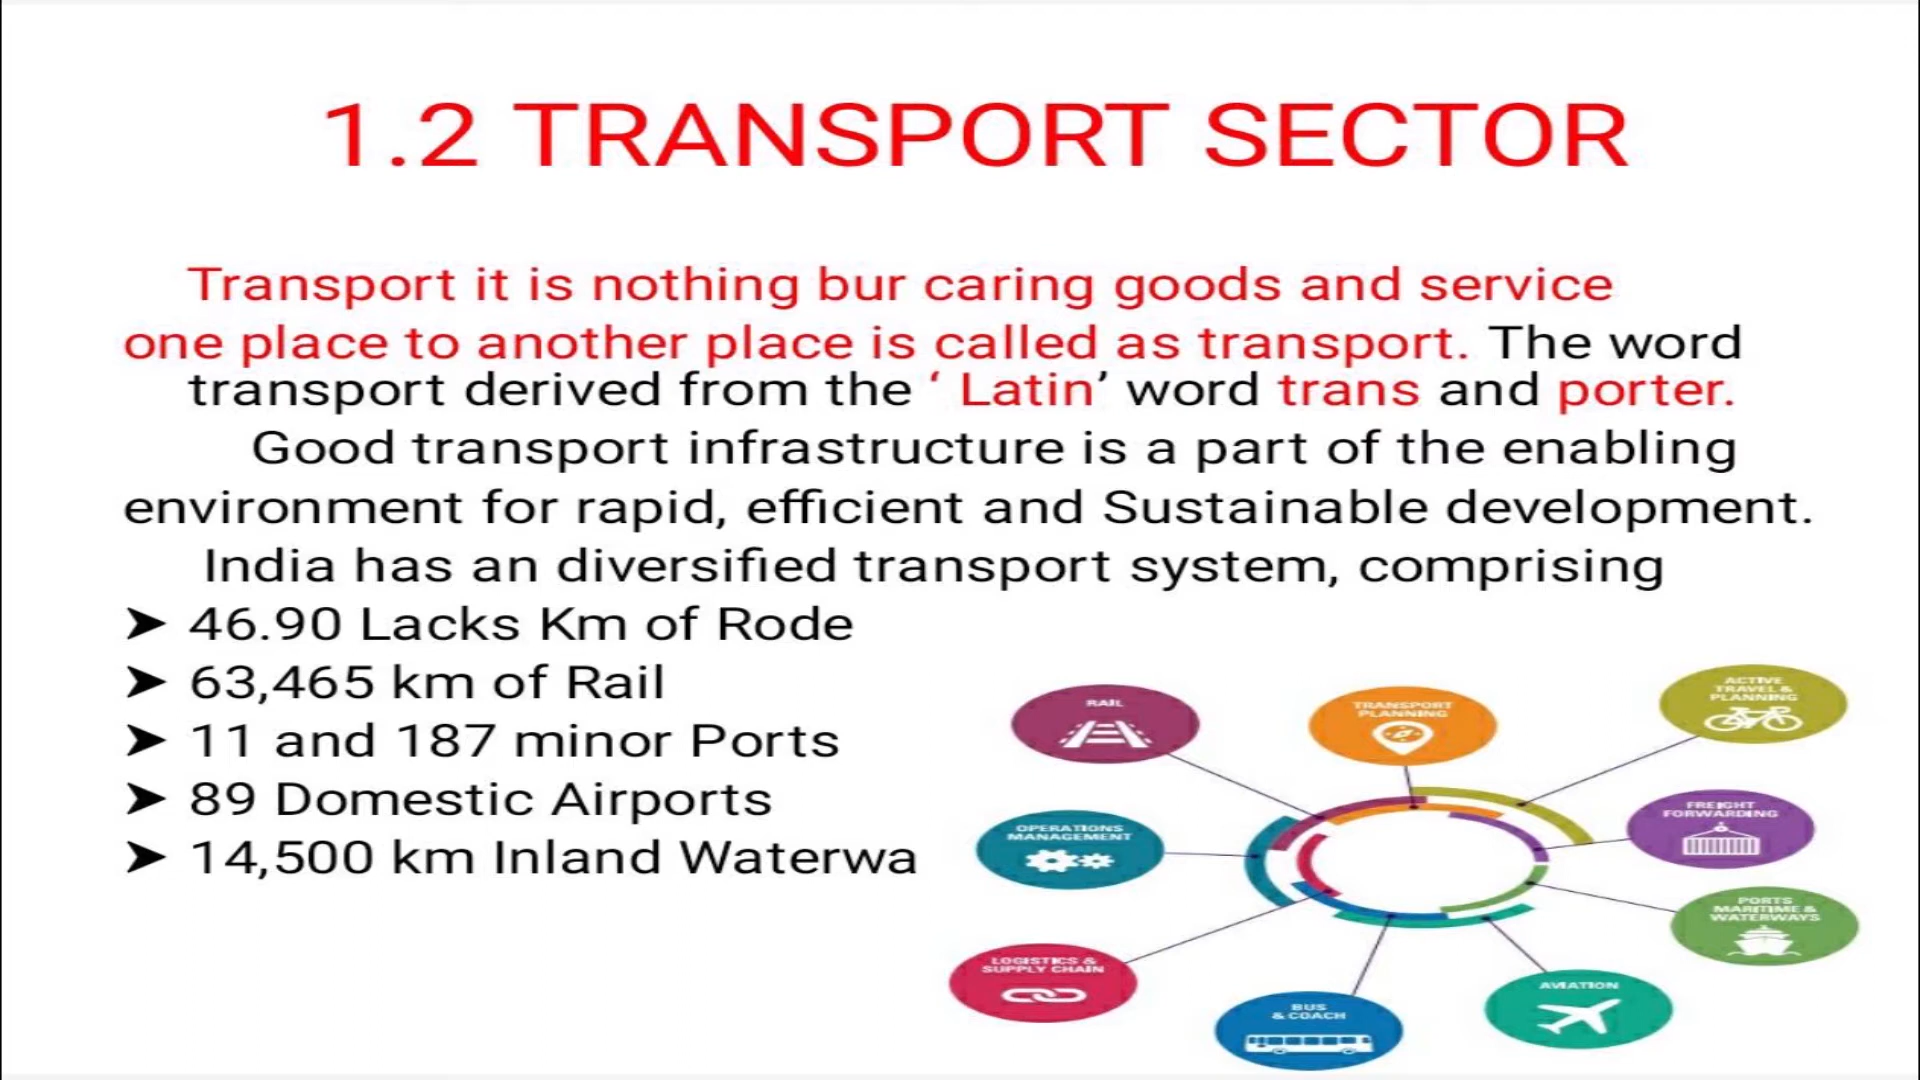 1.2 TRANSPORT SECTOR
Transport it is nothing bur caring goods and service
one place to another place is called as transport. The word
transport derived from the ‘ Latin’ word trans and porter.
Good transport infrastructure is a part of the enabling
environment for rapid, efficient and Sustainable development.
India has an diversified transport system, comprising
➤ 46.90 Lacks Km of Rode
➤ 63,465 km of Rail
➤ 11 and 187 minor Ports
➤ 89 Domestic Airports
➤ 14,500 km Inland Waterwa
RAIL
TRANSPORT
PLANNING
ACTIVE
TRAVEL &
PLANNING
OPERATIONS
MANAGEMENT
FREIGHT
FORWARDING
PORTS
MARITIME &
WATERWAYS
LOGISTICS &
SUPPLY CHAIN
BUS
& COACH
AVIATION